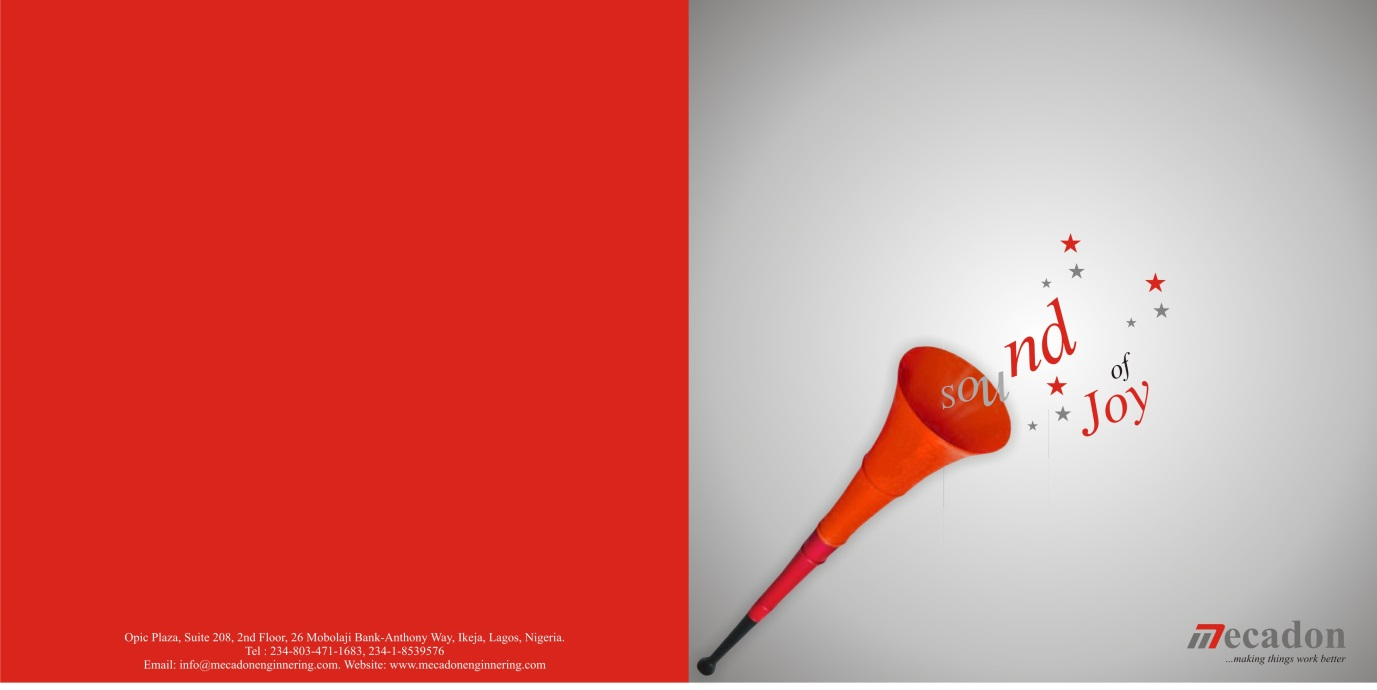 Opic Plaza, Suite 208, 2nd Floor, 26 Mobolaji Bank-Anthony Way, Ikeja, Lagos, Nigeria.
Tel : 234-803-471-1683, 234-1-8539576
Email: info@mecadonenginnering.com. Website: www.mecadonenginnering.com
sound
of
Joy
Mecadon
...making things work better